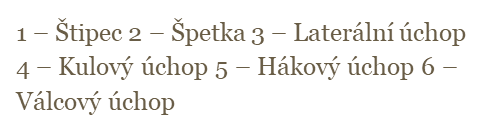 1 – Štipec 2 – Špetka 3 – Laterální úchop
4 – Kulový úchop 5 – Hákový úchop 6 –
Válcový úchop